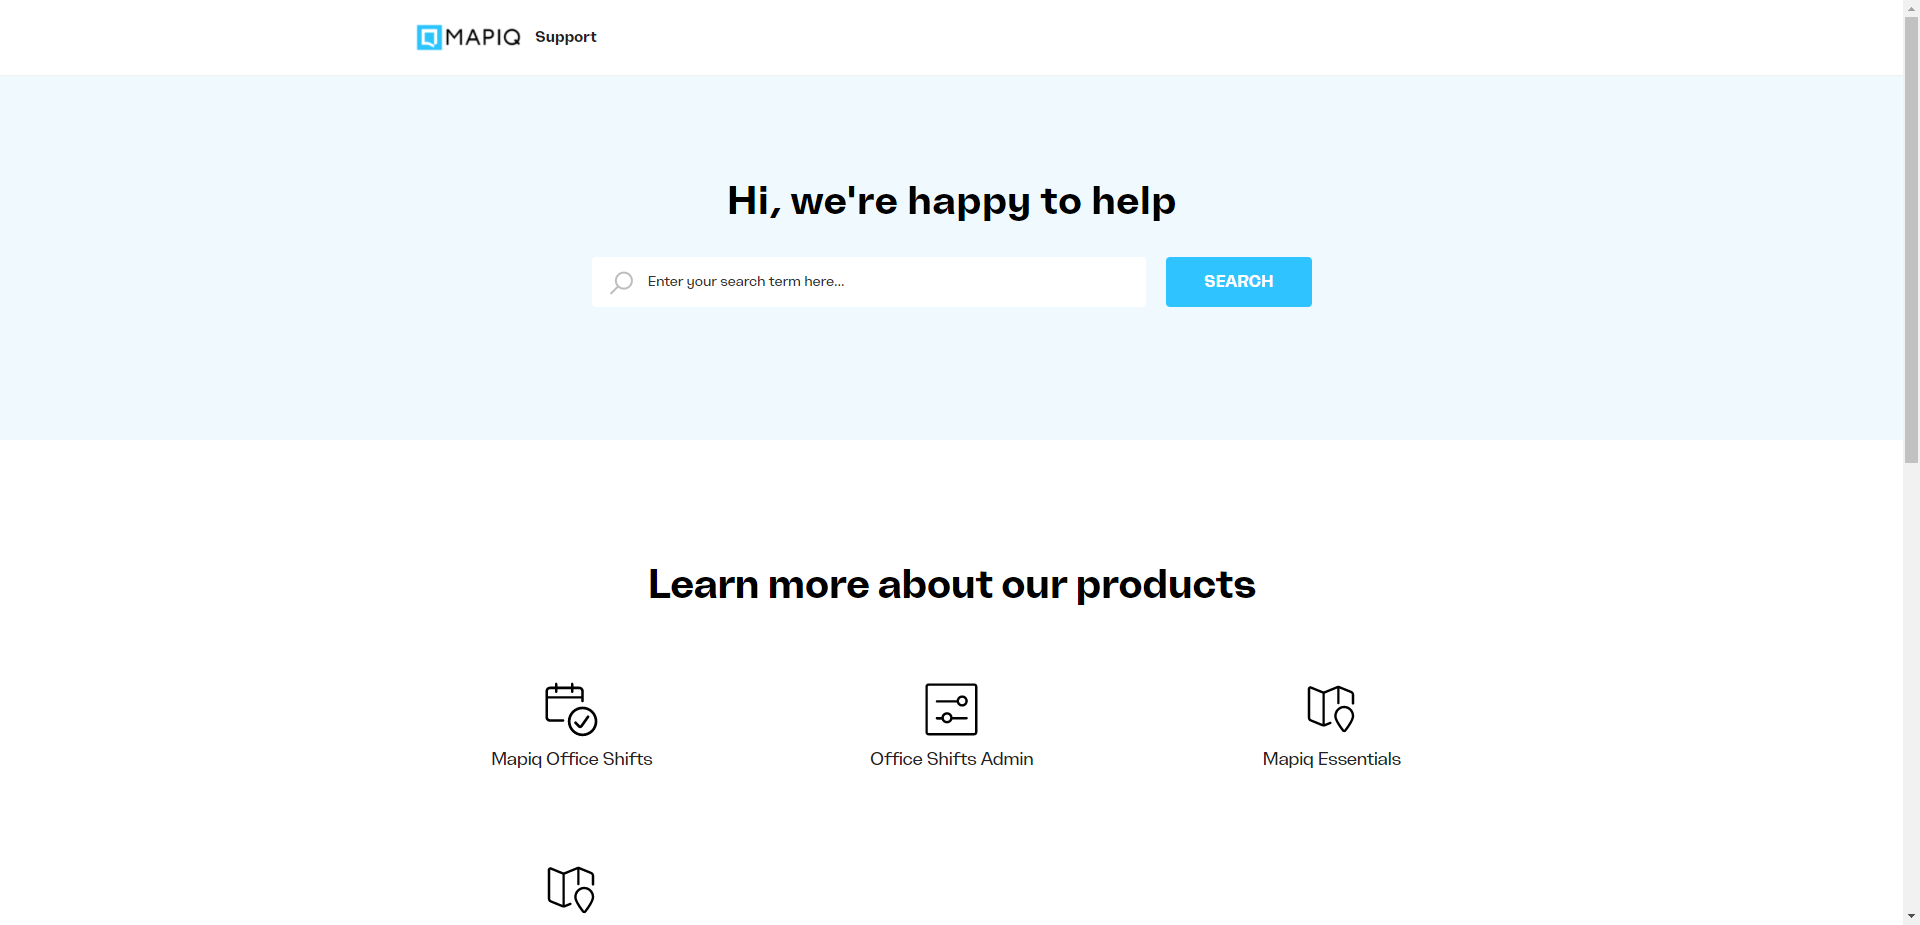 MAPIQ Support
Hi, we're happy to help
Enter your search term here...
SEARCH
Learn more about our products
Mapiq Office Shifts
Office Shifts Admin
Mapiq Essentials